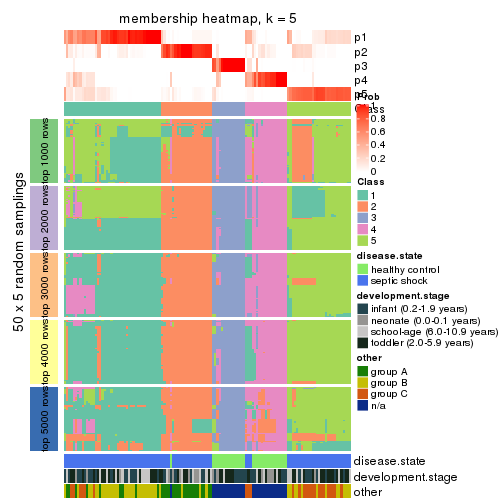 membership heatmap, k = 5
p1
p2
p3
p4
p5
Class
Prob
1
0.8
0.6
0.4
0.2
0
Class
1
2
3
4
5
disease.state
healthy control
septic shock
development.stage
infant (0.2-1.9 years)
neonate (0.0-0.1 years)
school-age (6.0-10.9 years)
toddler (2.0-5.9 years)
other
group A
group B
group C
n/a
50 x 5 random samplings
top 1000 rows
top 2000 rows
top 3000 rows
top 4000 rows
top 5000 rows
disease.state
development.stage
other